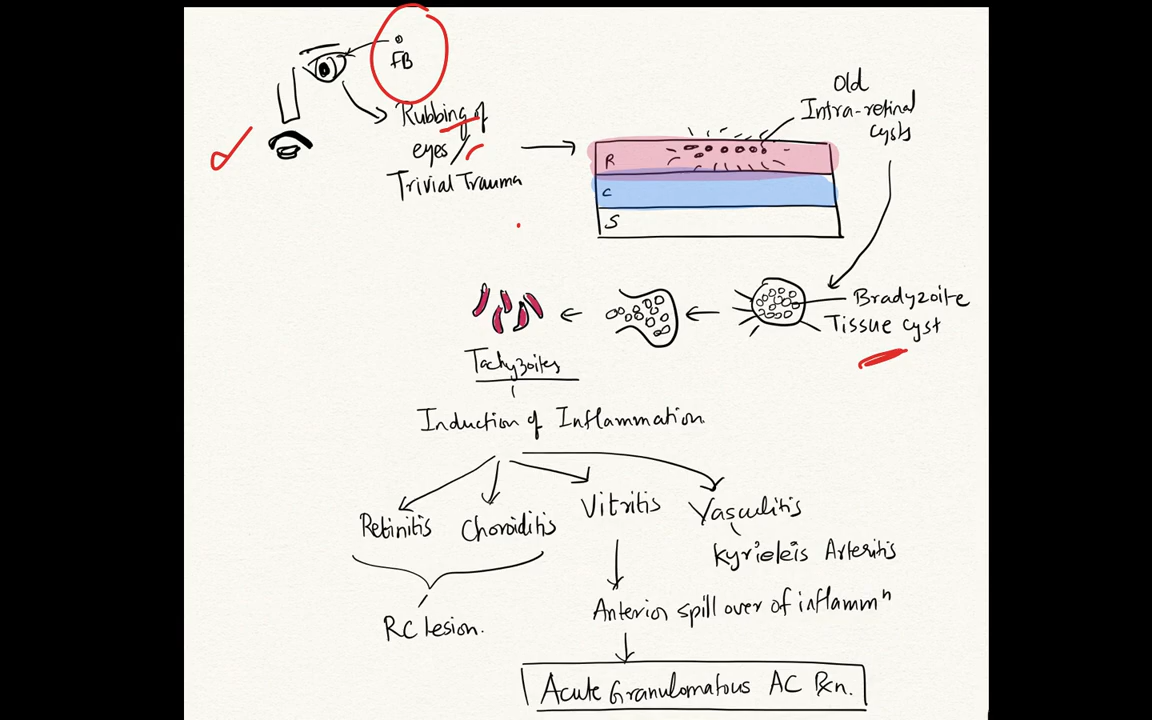 FB
Rubbing of
eyes /
Trivial Trauma
Old
Intra-retinal
cysts
R
C
S
Bradyzoite
Tissue cyst
Tachyzoites
Induction of Inflammation
Retinitis
Choroiditis
Vitritis
Vasculitis
Kyrieleis Arteritis
RC lesion.
Anterior spill over of inflammⁿ
Acute Granulomatous AC Rxn.